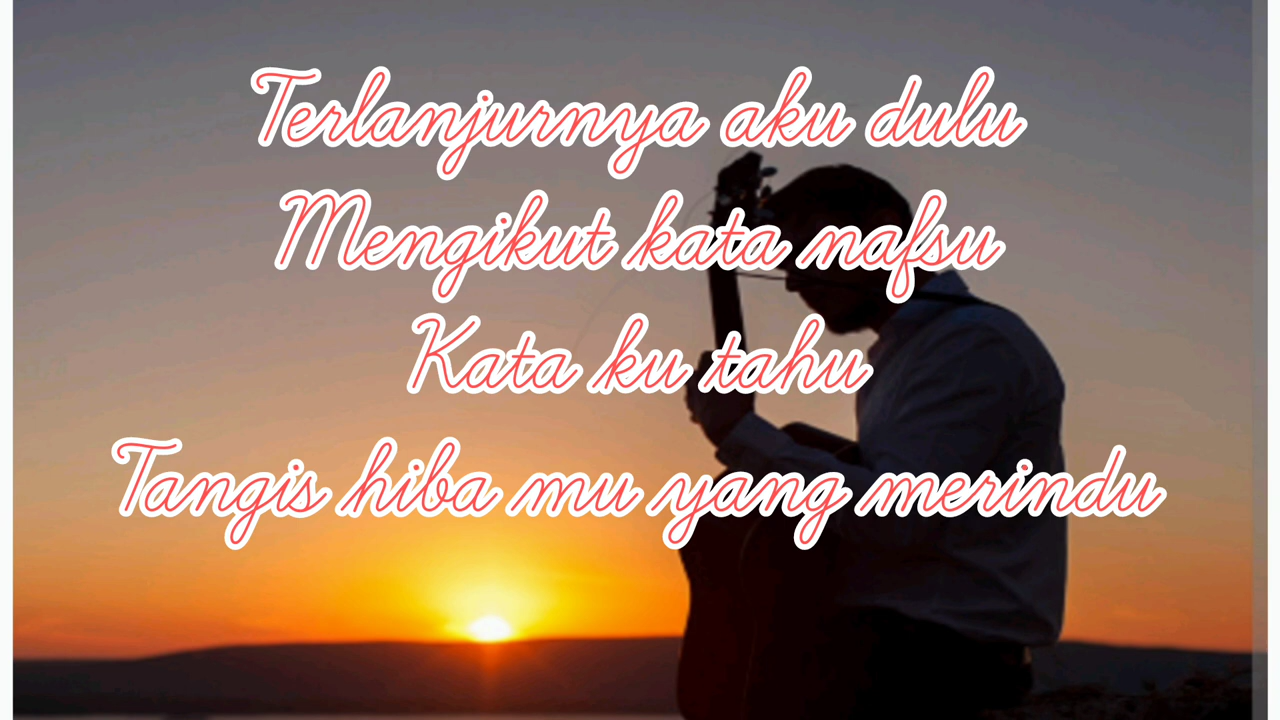 Terlanjurnya aku dulu
Mengikut kata nafsu
Kata ku tahu
Tangis hiba mu yang merindu